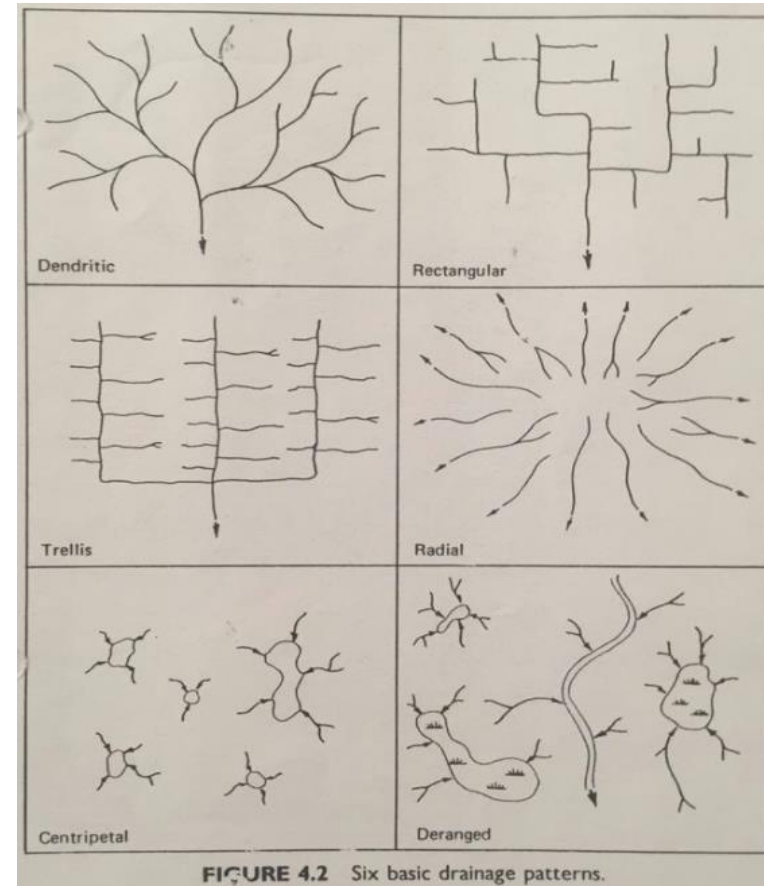 Dendritic
Rectangular
Trellis
Radial
Centripetal
Deranged
FIGURE 4.2 Six basic drainage patterns.